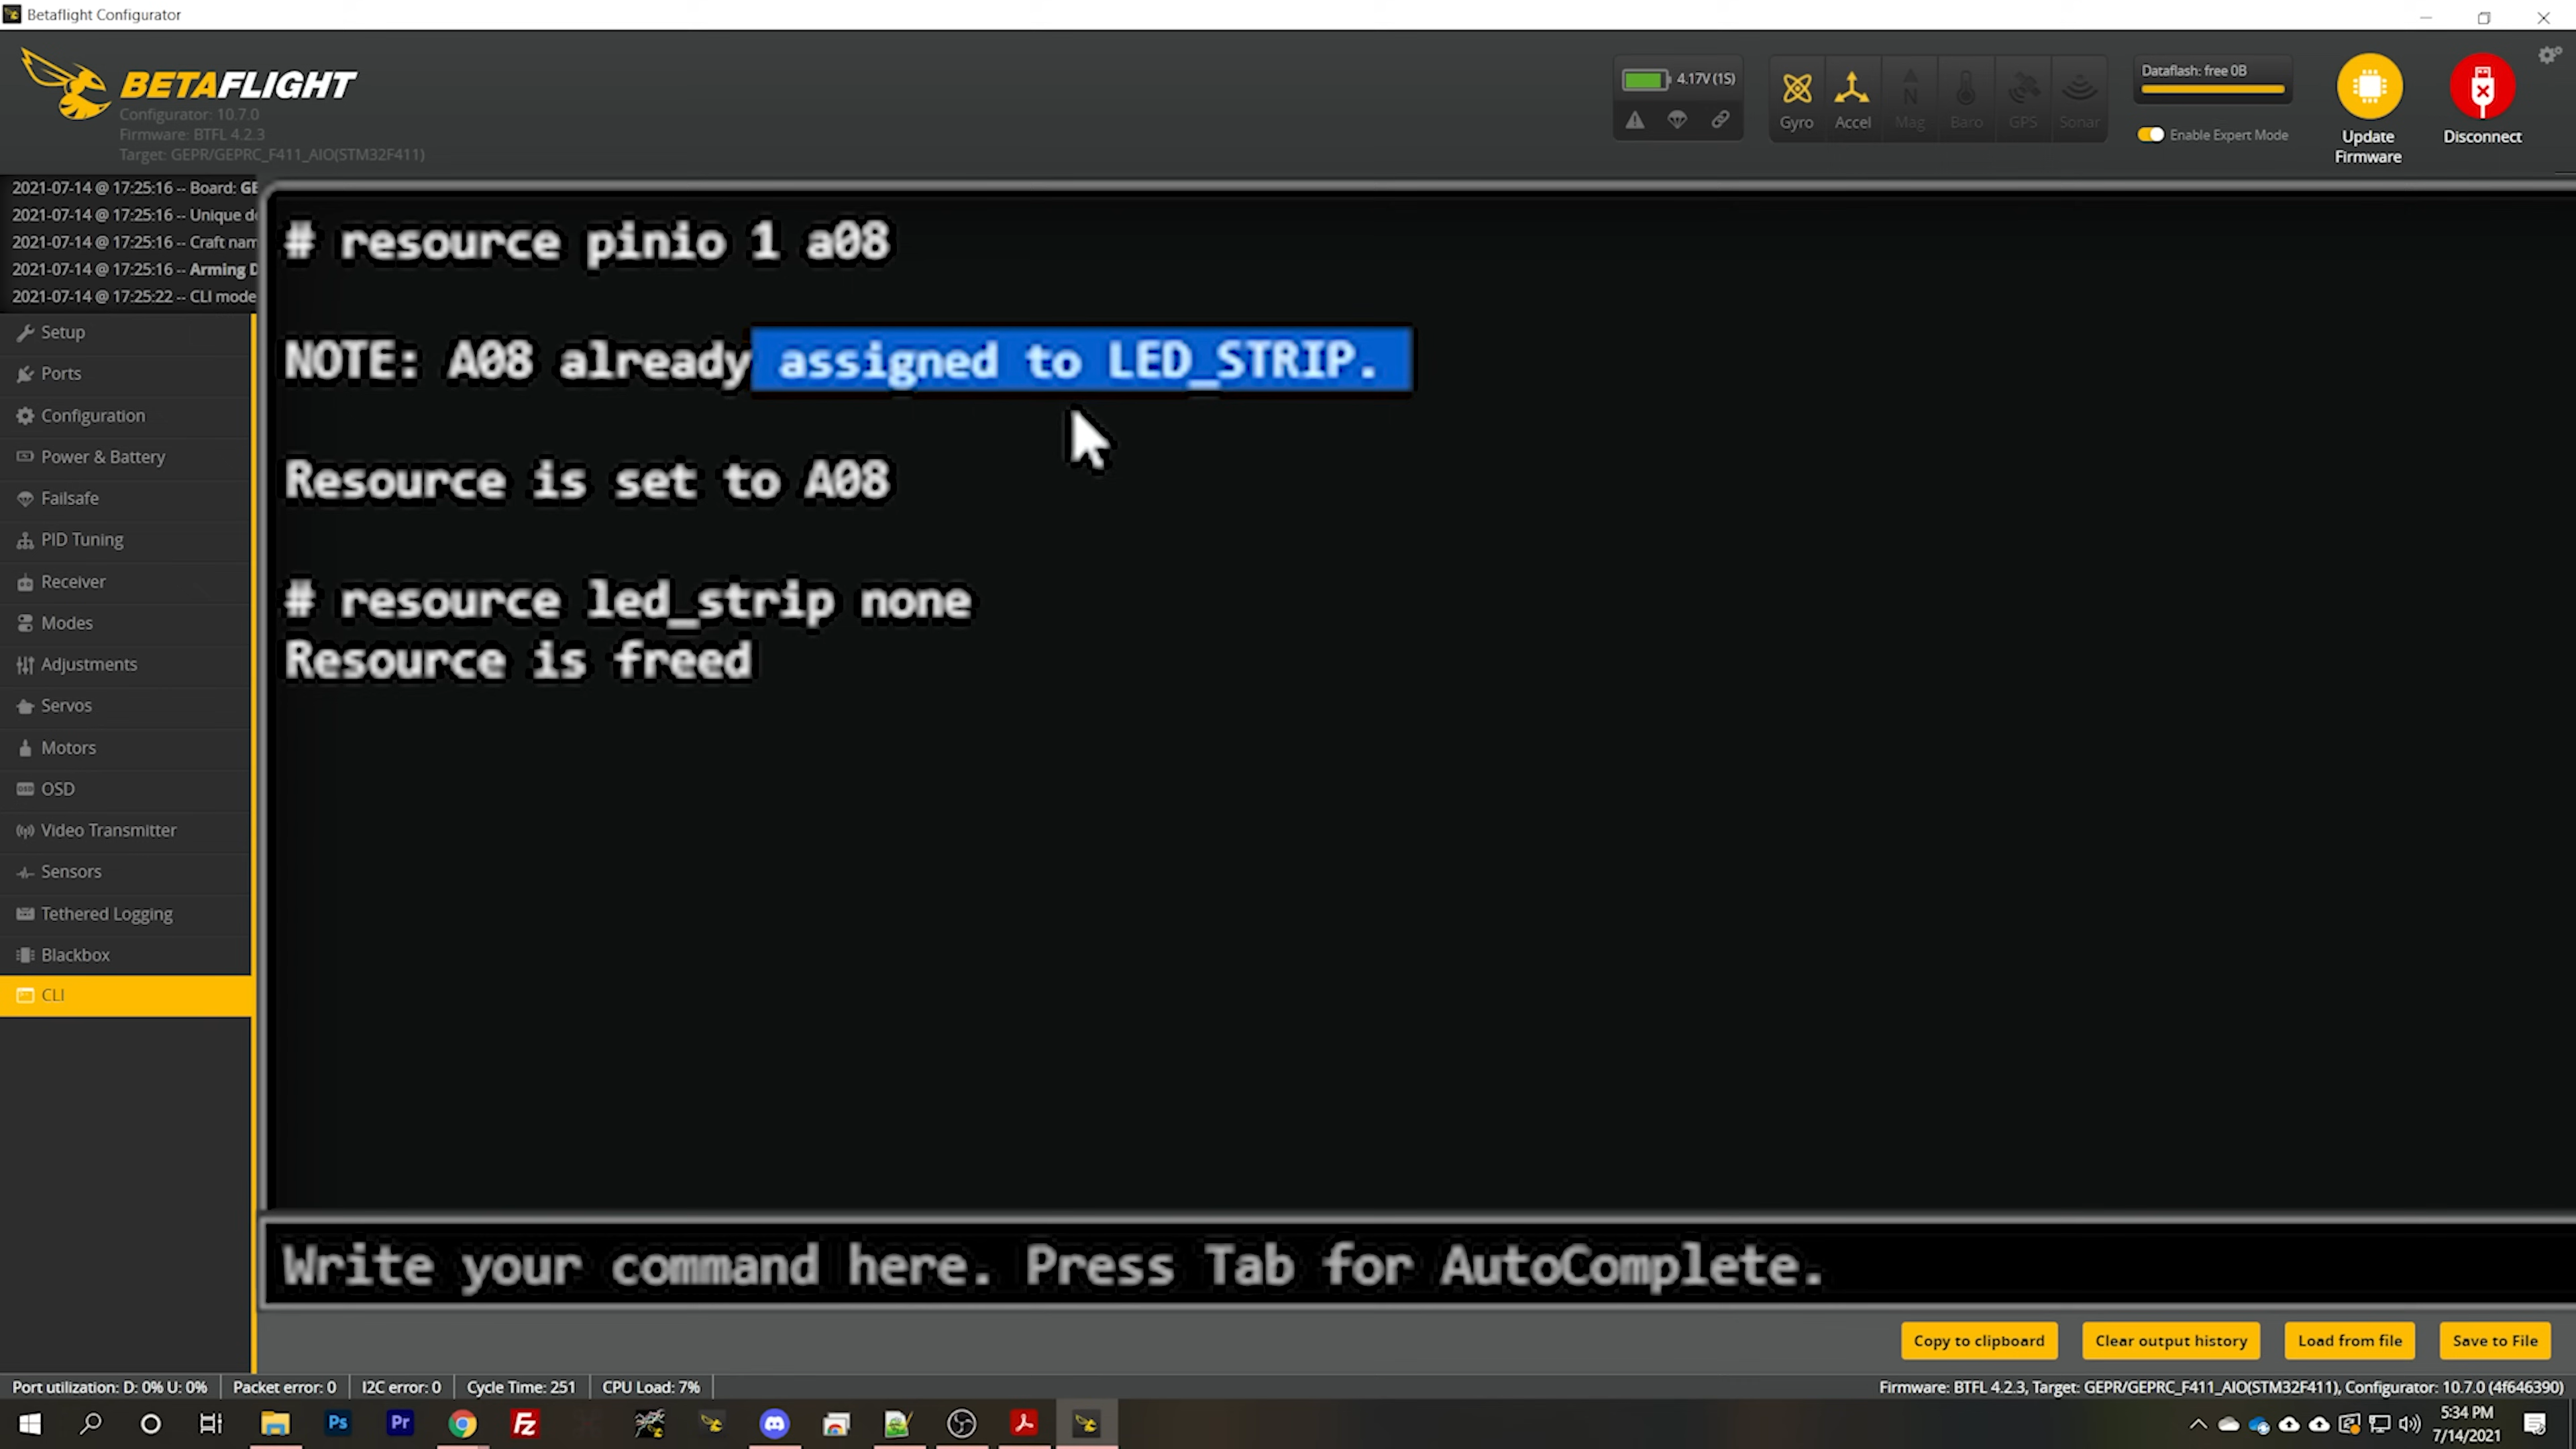 Betaflight Configurator
BETAFLIGHT
Configurator: 10.7.0
Firmware: BTFL 4.2.3
Target: GEPR/GEPRC_F411_AIO(STM32F411)
4.17V (1S)
Gyro
Accel
Mag
Baro
GPS
Sonar
Dataflash: free 0B
Enable Expert Mode
Update
Firmware
Disconnect
2021-07-14 @ 17:25:16 -- Board: GE
2021-07-14 @ 17:25:16 -- Unique de
2021-07-14 @ 17:25:16 -- Craft nam
2021-07-14 @ 17:25:16 -- Arming D
2021-07-14 @ 17:25:22 -- CLI mode
Setup
Ports
Configuration
Power & Battery
Failsafe
PID Tuning
Receiver
Modes
Adjustments
Servos
Motors
OSD
Video Transmitter
Sensors
Tethered Logging
Blackbox
CLI
# resource pinio 1 a08
NOTE: A08 already assigned to LED_STRIP.
Resource is set to A08
# resource led_strip none
Resource is freed
Write your command here. Press Tab for AutoComplete.
Copy to clipboard
Clear output history
Load from file
Save to File
Port utilization: D: 0% U: 0%
Packet error: 0
I2C error: 0
Cycle Time: 251
CPU Load: 7%
Firmware: BTFL 4.2.3, Target: GEPR/GEPRC_F411_AIO(STM32F411), Configurator: 10.7.0 (4f646390)
Ps
Pr
Fz
5:34 PM
7/14/2021